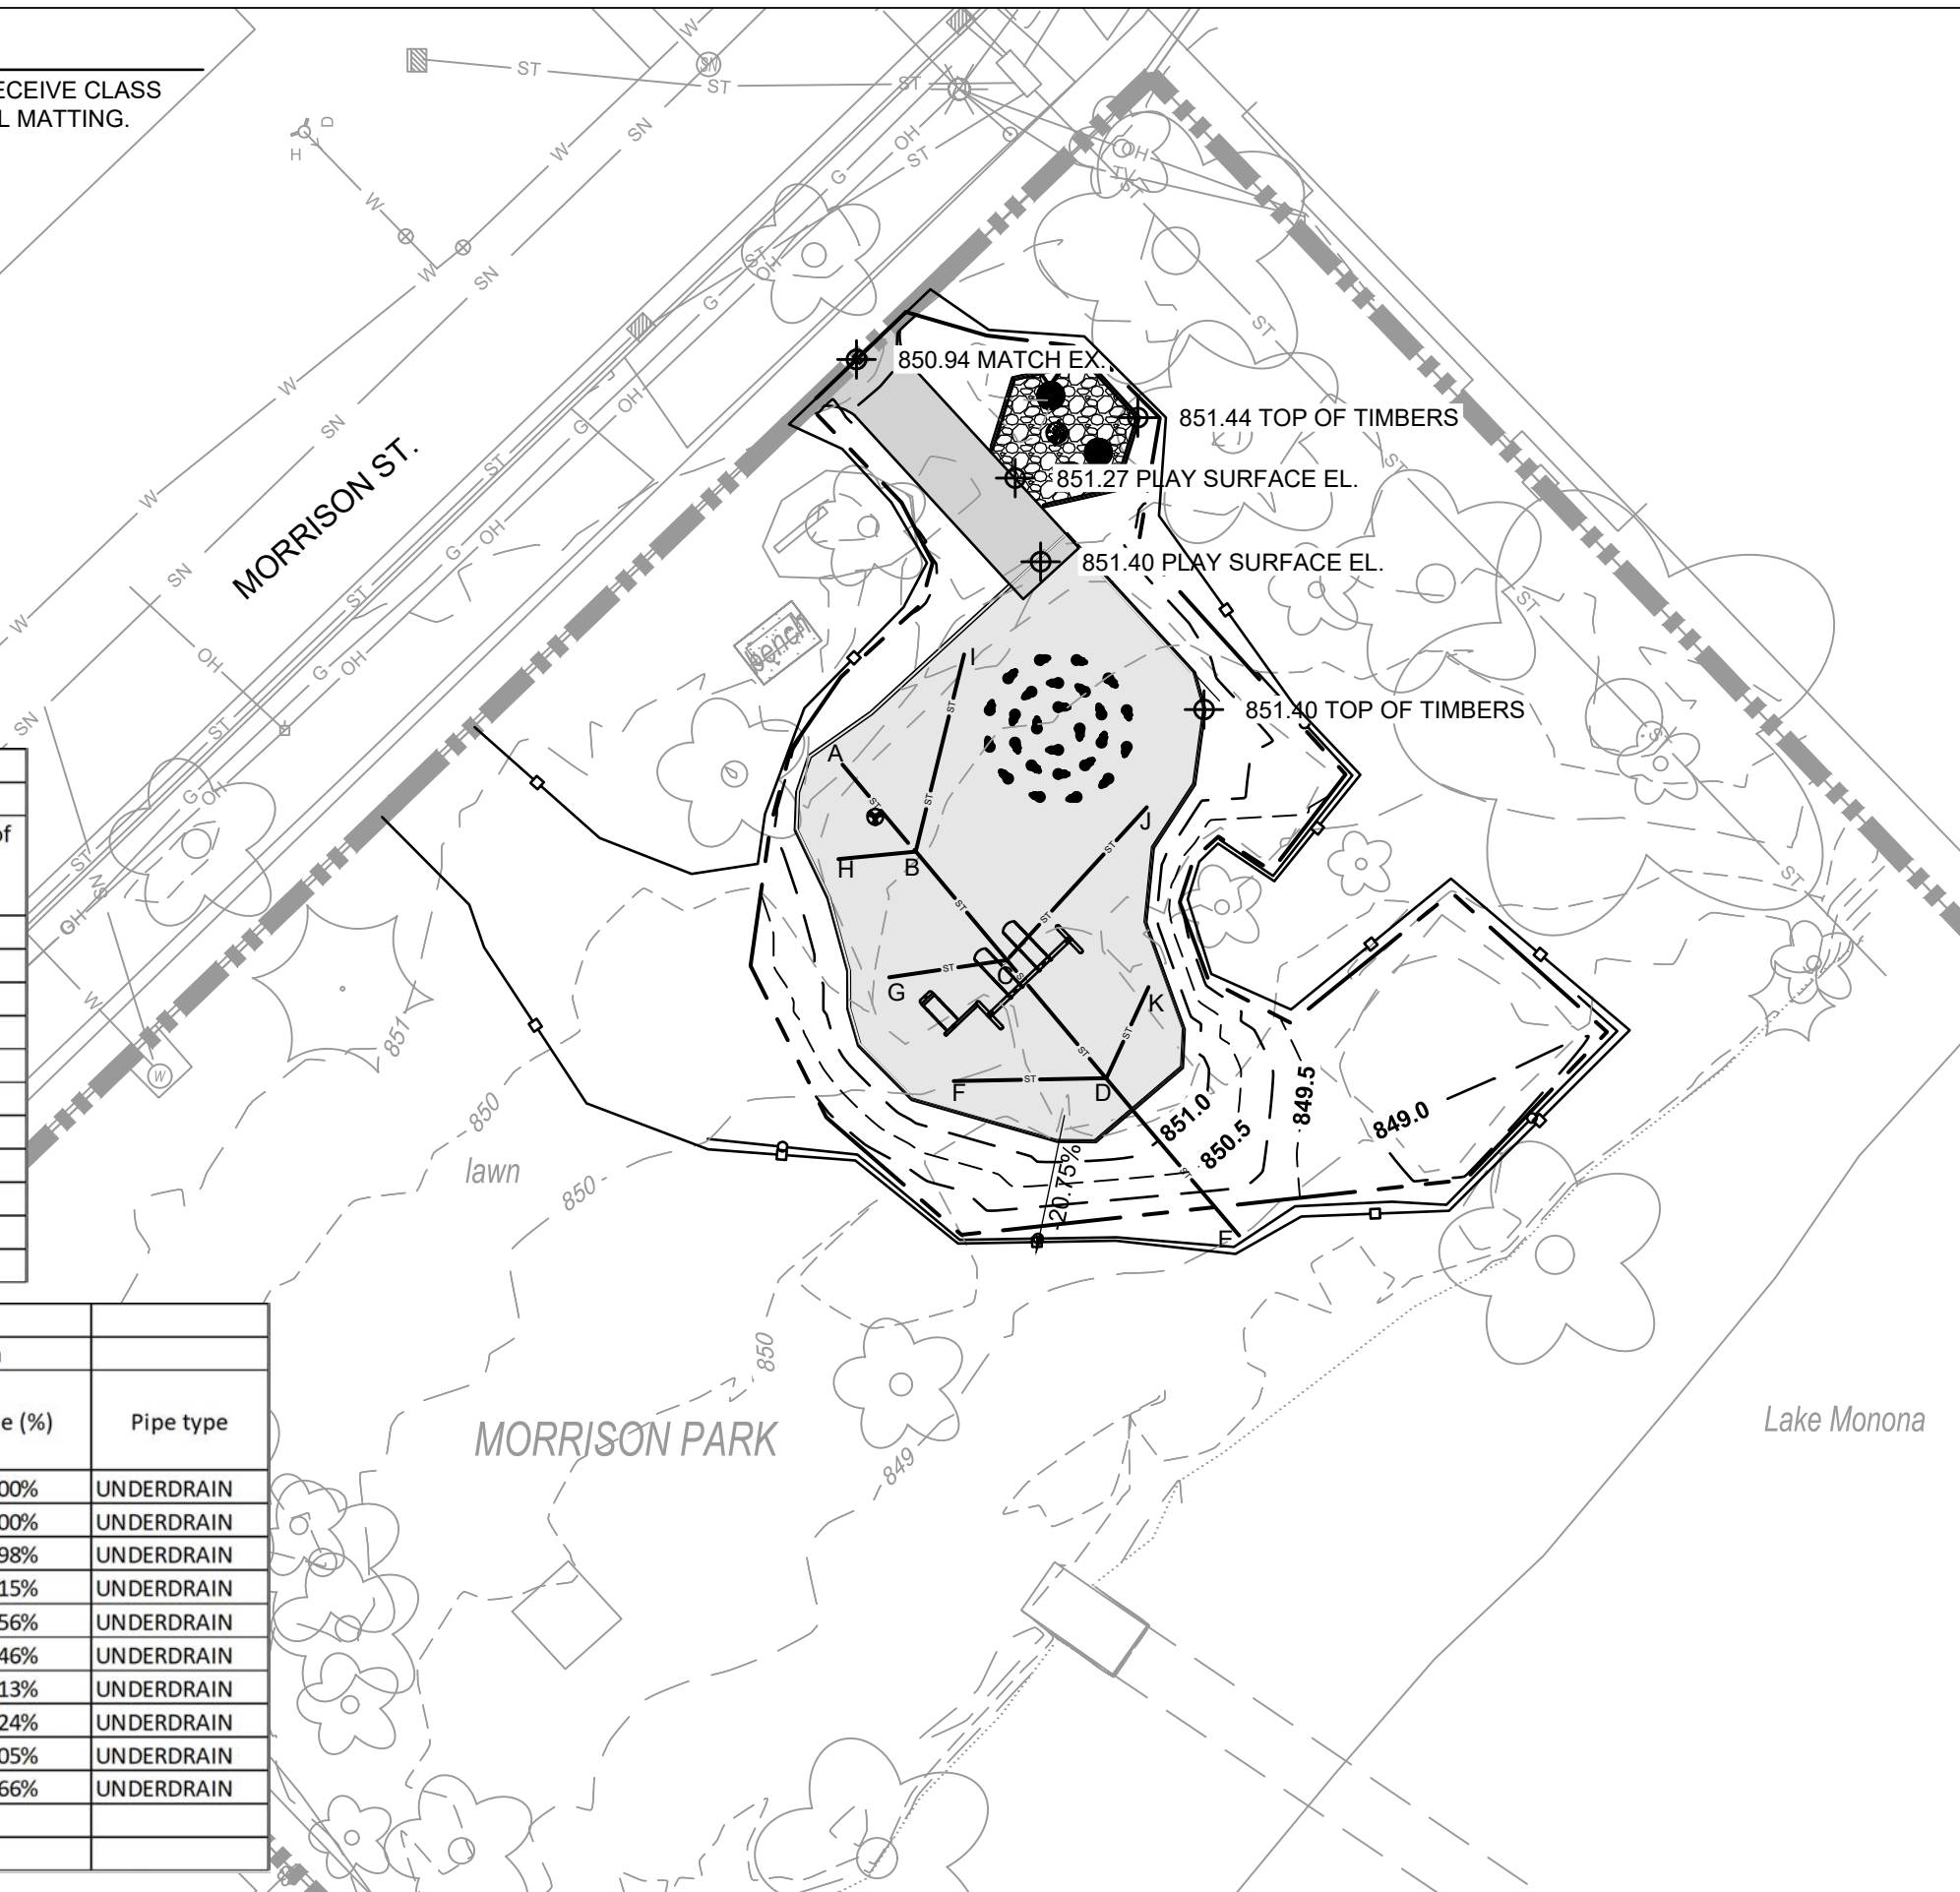 ECEIVE CLASS
L MATTING.
MORRISON ST.
850.94 MATCH EX.
851.44 TOP OF TIMBERS
851.27 PLAY SURFACE EL.
851.40 PLAY SURFACE EL.
851.40 TOP OF TIMBERS
bench
I
A
J
H
B
G
C
K
F
D
E
851.0
850.5
849.5
849.0
20.75%
851
850
lawn
850
850
849
MORRISON PARK
Lake Monona
of
e (%) Pipe type
00% UNDERDRAIN
00% UNDERDRAIN
98% UNDERDRAIN
15% UNDERDRAIN
56% UNDERDRAIN
46% UNDERDRAIN
13% UNDERDRAIN
24% UNDERDRAIN
05% UNDERDRAIN
66% UNDERDRAIN